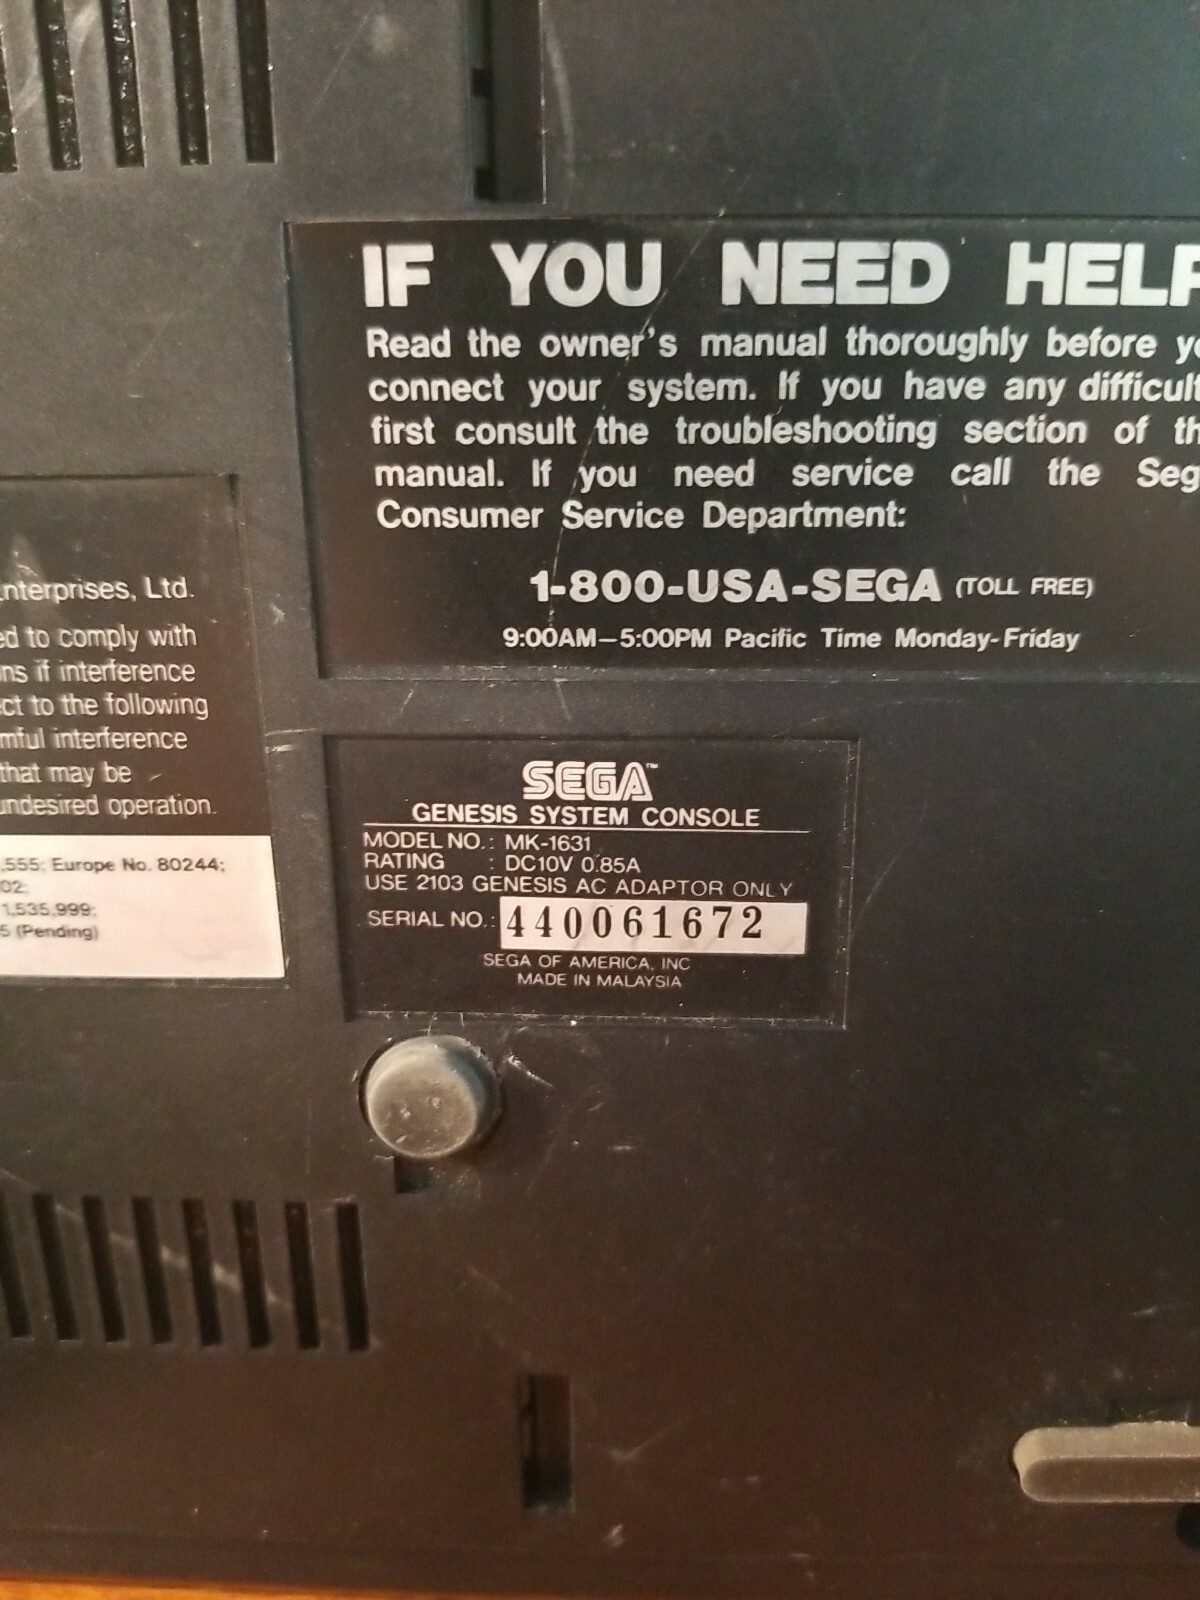 IF YOU NEED HELP
Read the owner's manual thoroughly before yo
connect your system. If you have any difficult
first consult the troubleshooting section of th
manual. If you need service call the Seg
Consumer Service Department:
1-800-USA-SEGA (TOLL FREE)
9:00AM–5:00PM Pacific Time Monday-Friday
nterprises, Ltd.
ed to comply with
ns if interference
ct to the following
mful interference
that may be
undesired operation.
,555; Europe No. 80244;
02;
1,535,999;
5 (Pending)
SEGA™
GENESIS SYSTEM CONSOLE
MODEL NO.: MK-1631
RATING : DC10V 0.85A
USE 2103 GENESIS AC ADAPTOR ONLY
SERIAL NO.: 440061672
SEGA OF AMERICA, INC
MADE IN MALAYSIA